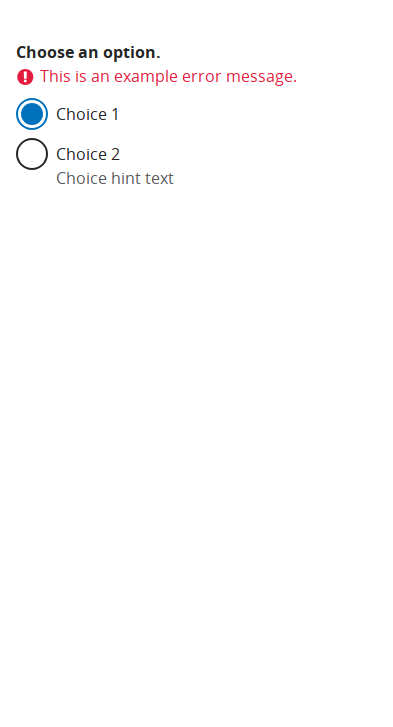 Choose an option.
This is an example error message.
Choice 1
Choice 2
Choice hint text